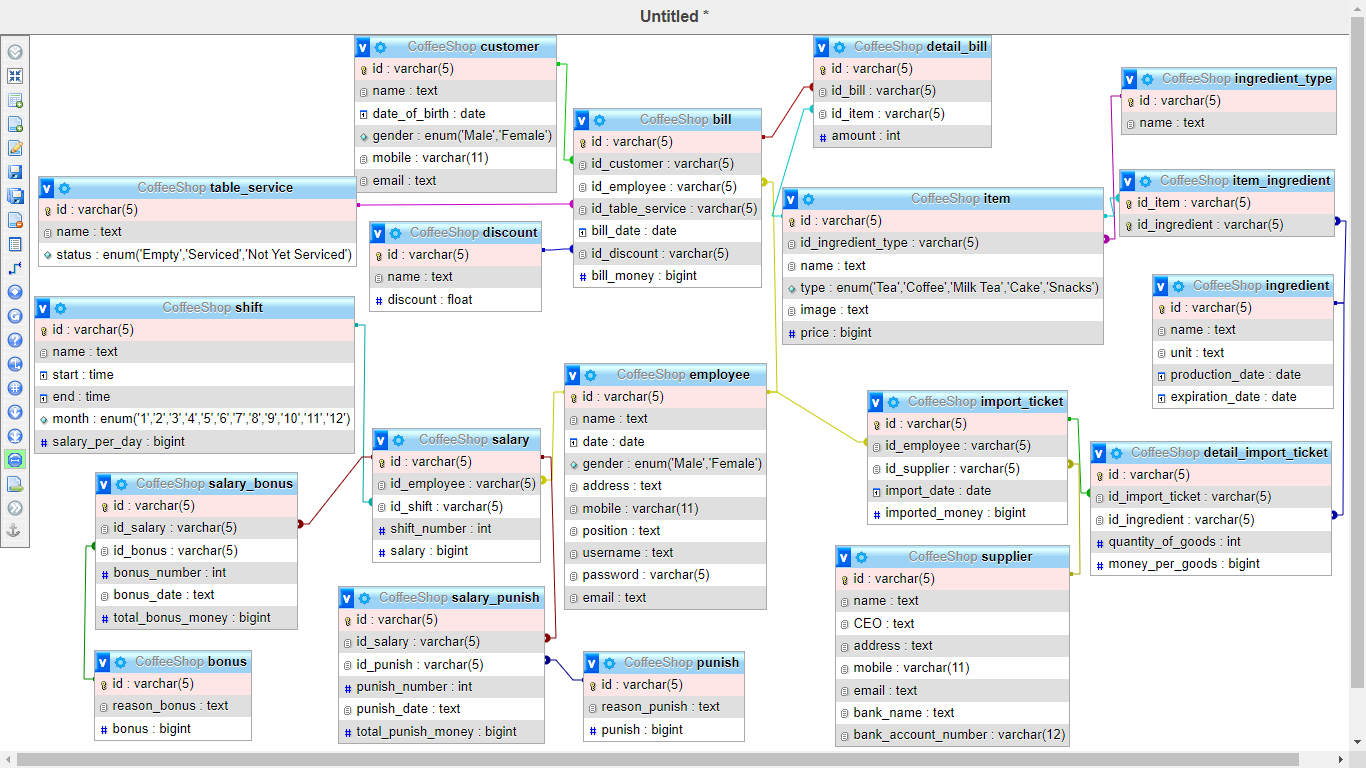 Untitled *
CoffeeShop customer
id : varchar(5)
name : text
date_of_birth : date
gender : enum('Male','Female')
mobile : varchar(11)
email : text
CoffeeShop detail_bill
id : varchar(5)
id_bill : varchar(5)
id_item : varchar(5)
amount : int
CoffeeShop ingredient_type
id : varchar(5)
name : text
CoffeeShop bill
id : varchar(5)
id_customer : varchar(5)
id_employee : varchar(5)
id_table_service : varchar(5)
bill_date : date
id_discount : varchar(5)
bill_money : bigint
CoffeeShop table_service
id : varchar(5)
name : text
status : enum('Empty','Serviced','Not Yet Serviced')
CoffeeShop discount
id : varchar(5)
name : text
discount : float
CoffeeShop item
id : varchar(5)
id_ingredient_type : varchar(5)
name : text
type : enum('Tea','Coffee','Milk Tea','Cake','Snacks')
image : text
price : bigint
CoffeeShop item_ingredient
id_item : varchar(5)
id_ingredient : varchar(5)
CoffeeShop ingredient
id : varchar(5)
name : text
unit : text
production_date : date
expiration_date : date
CoffeeShop shift
id : varchar(5)
name : text
start : time
end : time
month : enum('1','2','3','4','5','6','7','8','9','10','11','12')
salary_per_day : bigint
CoffeeShop employee
id : varchar(5)
name : text
date : date
gender : enum('Male','Female')
address : text
mobile : varchar(11)
position : text
username : text
password : varchar(5)
email : text
CoffeeShop import_ticket
id : varchar(5)
id_employee : varchar(5)
id_supplier : varchar(5)
import_date : date
imported_money : bigint
CoffeeShop salary
id : varchar(5)
id_employee : varchar(5)
id_shift : varchar(5)
shift_number : int
salary : bigint
CoffeeShop detail_import_ticket
id : varchar(5)
id_import_ticket : varchar(5)
id_ingredient : varchar(5)
quantity_of_goods : int
money_per_goods : bigint
CoffeeShop salary_bonus
id : varchar(5)
id_salary : varchar(5)
id_bonus : varchar(5)
bonus_number : int
bonus_date : text
total_bonus_money : bigint
CoffeeShop supplier
id : varchar(5)
name : text
CEO : text
address : text
mobile : varchar(11)
email : text
bank_name : text
bank_account_number : varchar(12)
CoffeeShop salary_punish
id : varchar(5)
id_salary : varchar(5)
id_punish : varchar(5)
punish_number : int
punish_date : text
total_punish_money : bigint
CoffeeShop bonus
id : varchar(5)
reason_bonus : text
bonus : bigint
CoffeeShop punish
id : varchar(5)
reason_punish : text
punish : bigint